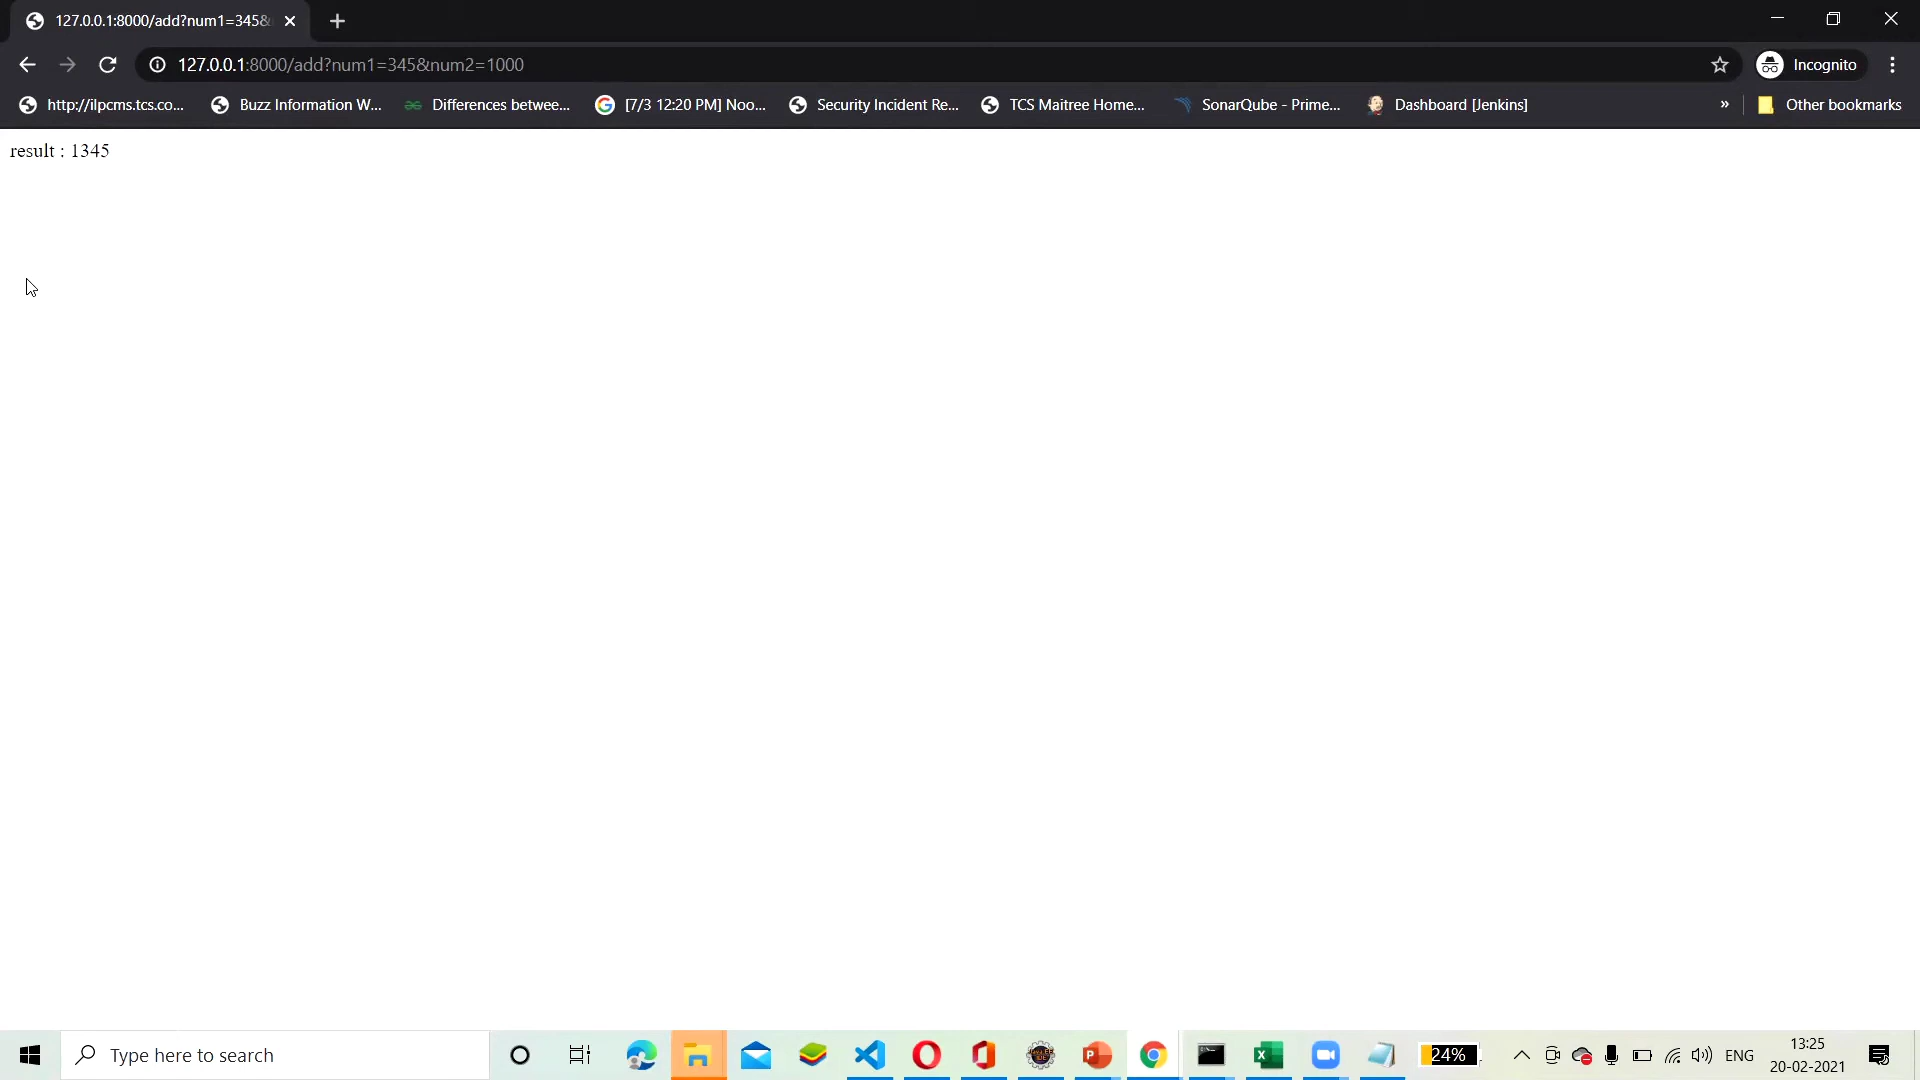 127.0.0.1:8000/add?num1=345&
127.0.0.1:8000/add?num1=345&num2=1000
Incognito
http://ilpcms.tcs.co... Buzz Information W... Differences betwee... [7/3 12:20 PM] Noo... Security Incident Re... TCS Maitree Home... SonarQube - Prime... Dashboard [Jenkins] » Other bookmarks
result : 1345
Type here to search
24%
ENG
13:25
20-02-2021